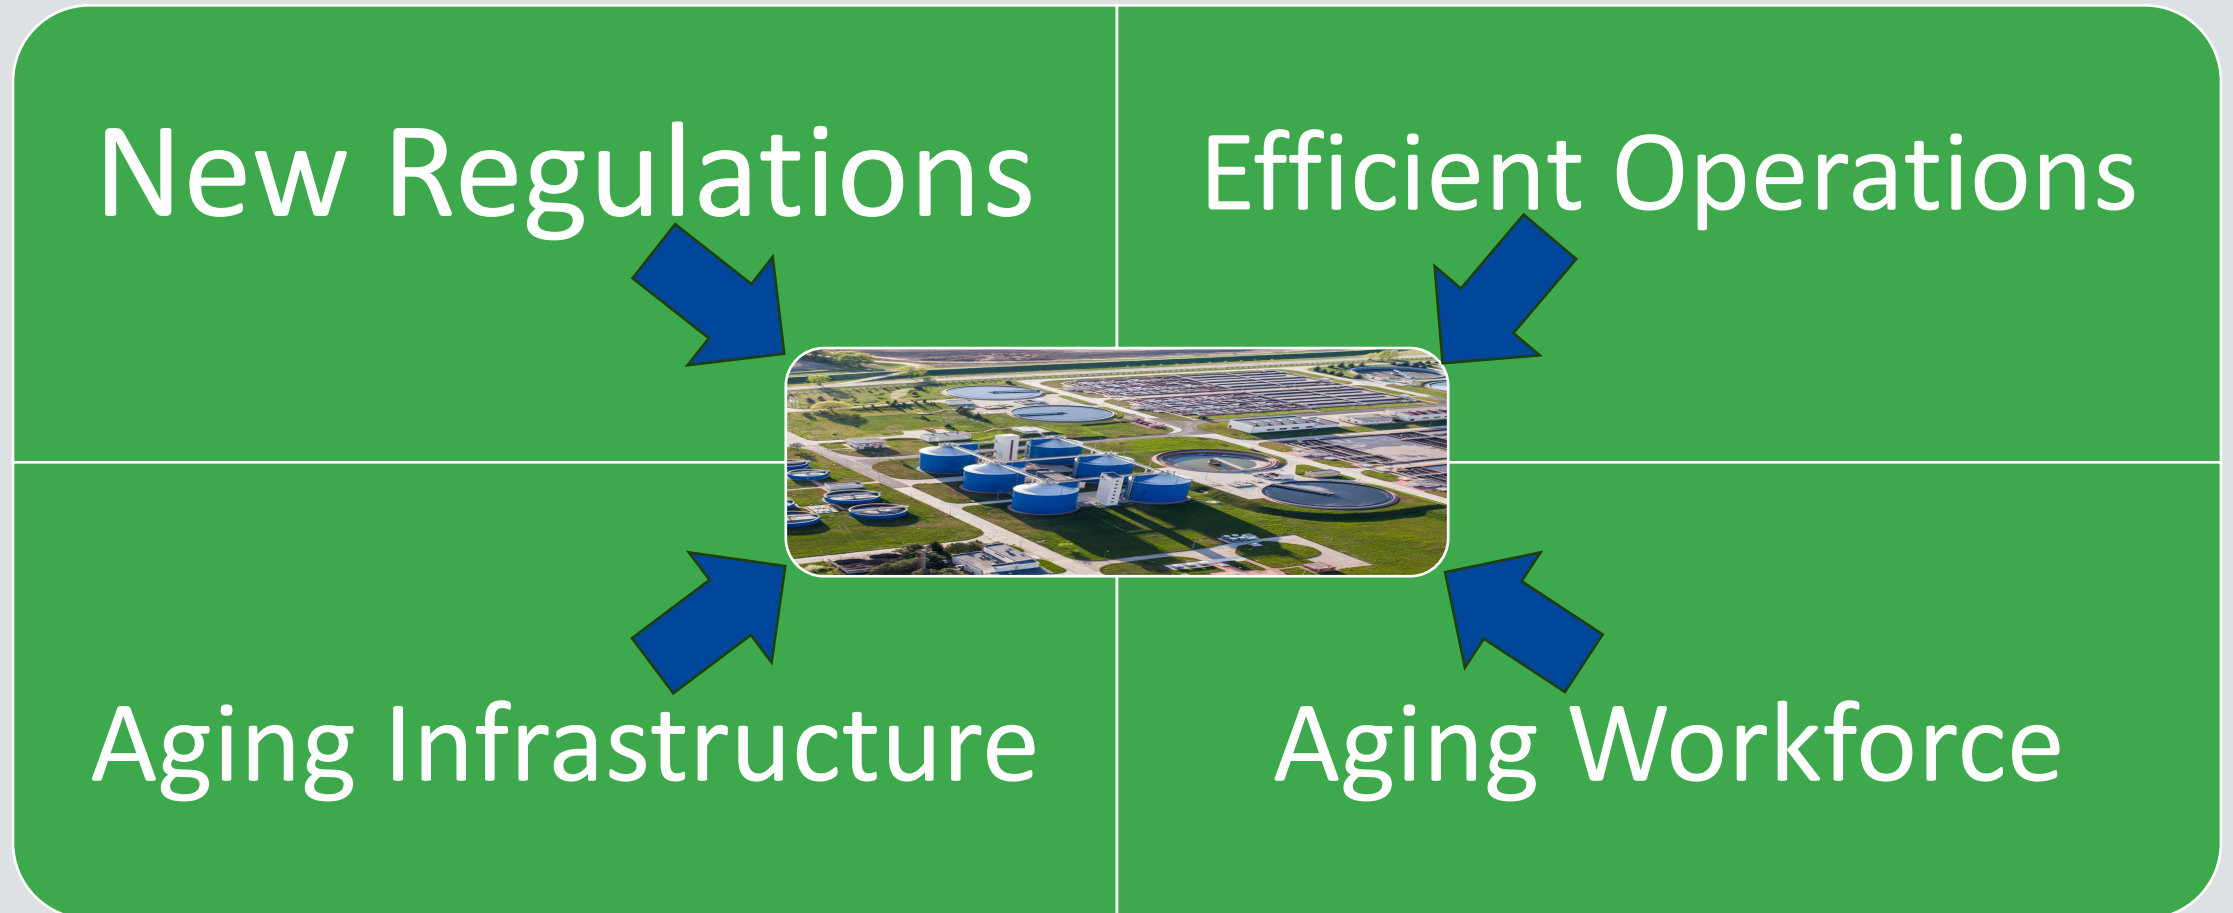 New Regulations
Efficient Operations
Aging Infrastructure
Aging Workforce